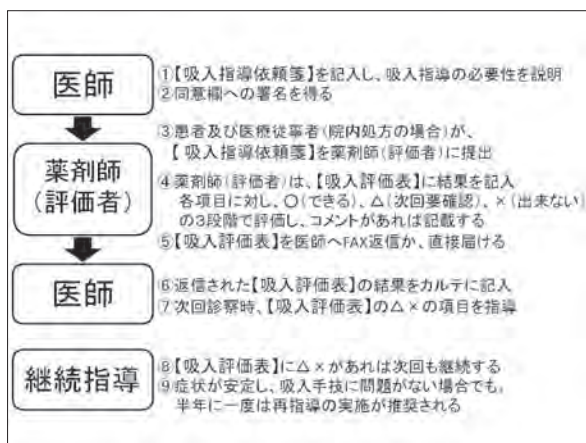 医師
①【吸入指導依頼箋】を記入し、吸入指導の必要性を説明
②同意欄への署名を得る
薬剤師
(評価者)
③患者及び医療従事者(院内処方の場合)が、
【吸入指導依頼箋】を薬剤師(評価者)に提出
④薬剤師(評価者)は、【吸入評価表】に結果を記入
各項目に対し、○(できる)、△(次回要確認)、×(出来ない)
の3段階で評価し、コメントがあれば記載する
⑤【吸入評価表】を医師へFAX返信か、直接届ける
医師
⑥返信された【吸入評価表】の結果をカルテに記入
⑦次回診察時、【吸入評価表】の△×の項目を指導
継続指導
⑧【吸入評価表】に△×があれば次回も継続する
⑨症状が安定し、吸入手技に問題がない場合でも、
半年に一度は再指導の実施が推奨される